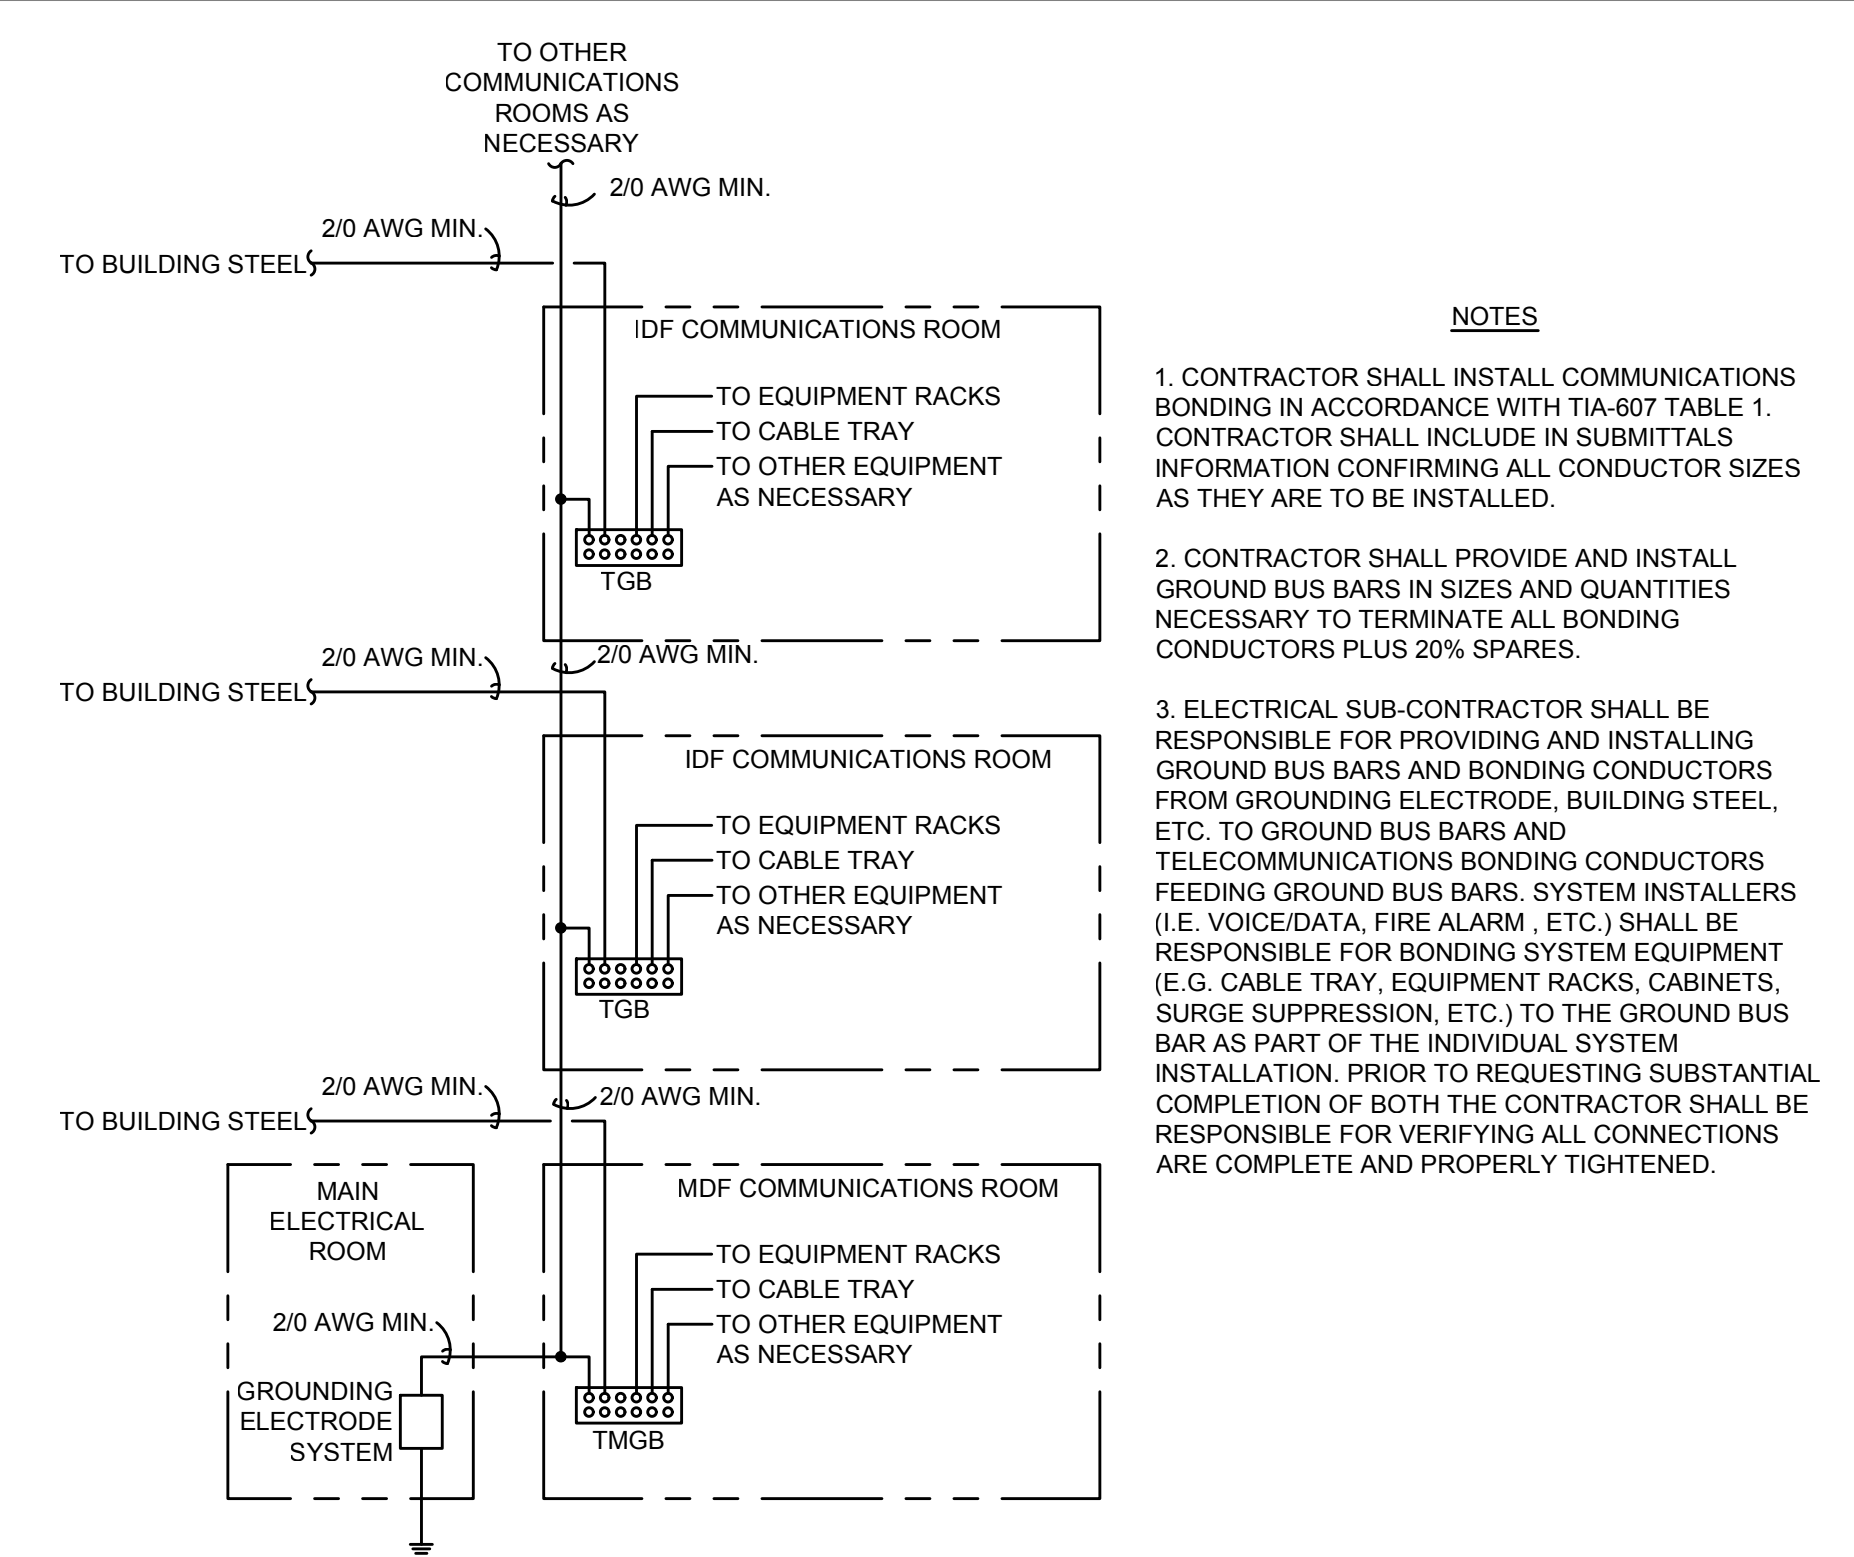 TO OTHER
COMMUNICATIONS
ROOMS AS
NECESSARY
2/0 AWG MIN.
2/0 AWG MIN.
TO BUILDING STEEL
IDF COMMUNICATIONS ROOM
TO EQUIPMENT RACKS
TO CABLE TRAY
TO OTHER EQUIPMENT
AS NECESSARY
TGB
2/0 AWG MIN.
2/0 AWG MIN.
TO BUILDING STEEL
IDF COMMUNICATIONS ROOM
TO EQUIPMENT RACKS
TO CABLE TRAY
TO OTHER EQUIPMENT
AS NECESSARY
TGB
2/0 AWG MIN.
2/0 AWG MIN.
TO BUILDING STEEL
MAIN
ELECTRICAL
ROOM
2/0 AWG MIN.
GROUNDING
ELECTRODE
SYSTEM
MDF COMMUNICATIONS ROOM
TO EQUIPMENT RACKS
TO CABLE TRAY
TO OTHER EQUIPMENT
AS NECESSARY
TMGB
NOTES
1. CONTRACTOR SHALL INSTALL COMMUNICATIONS
BONDING IN ACCORDANCE WITH TIA-607 TABLE 1.
CONTRACTOR SHALL INCLUDE IN SUBMITTALS
INFORMATION CONFIRMING ALL CONDUCTOR SIZES
AS THEY ARE TO BE INSTALLED.
2. CONTRACTOR SHALL PROVIDE AND INSTALL
GROUND BUS BARS IN SIZES AND QUANTITIES
NECESSARY TO TERMINATE ALL BONDING
CONDUCTORS PLUS 20% SPARES.
3. ELECTRICAL SUB-CONTRACTOR SHALL BE
RESPONSIBLE FOR PROVIDING AND INSTALLING
GROUND BUS BARS AND BONDING CONDUCTORS
FROM GROUNDING ELECTRODE, BUILDING STEEL,
ETC. TO GROUND BUS BARS AND
TELECOMMUNICATIONS BONDING CONDUCTORS
FEEDING GROUND BUS BARS. SYSTEM INSTALLERS
(I.E. VOICE/DATA, FIRE ALARM , ETC.) SHALL BE
RESPONSIBLE FOR BONDING SYSTEM EQUIPMENT
(E.G. CABLE TRAY, EQUIPMENT RACKS, CABINETS,
SURGE SUPPRESSION, ETC.) TO THE GROUND BUS
BAR AS PART OF THE INDIVIDUAL SYSTEM
INSTALLATION. PRIOR TO REQUESTING SUBSTANTIAL
COMPLETION OF BOTH THE CONTRACTOR SHALL BE
RESPONSIBLE FOR VERIFYING ALL CONNECTIONS
ARE COMPLETE AND PROPERLY TIGHTENED.